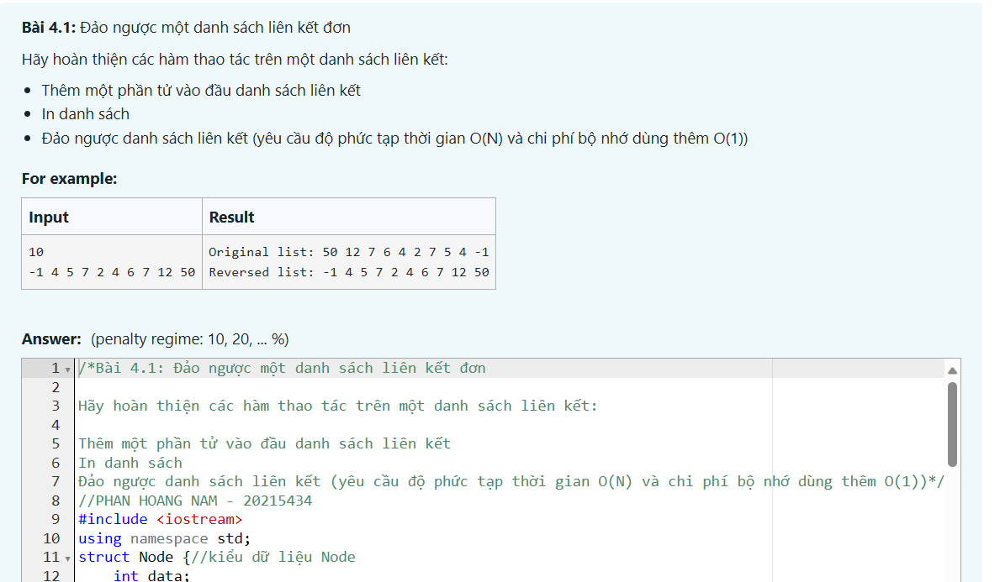 Bài 4.1: Đảo ngược một danh sách liên kết đơn
Hãy hoàn thiện các hàm thao tác trên một danh sách liên kết:
Thêm một phần tử vào đầu danh sách liên kết
In danh sách
Đảo ngược danh sách liên kết (yêu cầu độ phức tạp thời gian O(N) và chi phí bộ nhớ dùng thêm O(1))
For example:
Input Result
10 Original list: 50 12 7 6 4 2 7 5 4 -1
-1 4 5 7 2 4 6 7 12 50 Reversed list: -1 4 5 7 2 4 6 7 12 50
Answer: (penalty regime: 10, 20, ... %)
1 /*Bài 4.1: Đảo ngược một danh sách liên kết đơn
2
3 Hãy hoàn thiện các hàm thao tác trên một danh sách liên kết:
4
5 Thêm một phần tử vào đầu danh sách liên kết
6 In danh sách
7 Đảo ngược danh sách liên kết (yêu cầu độ phức tạp thời gian O(N) và chi phí bộ nhớ dùng thêm O(1))*/
8 //PHAN HOANG NAM - 20215434
9 #include <iostream>
10 using namespace std;
11 struct Node {//kiểu dữ liệu Node
12 int data;